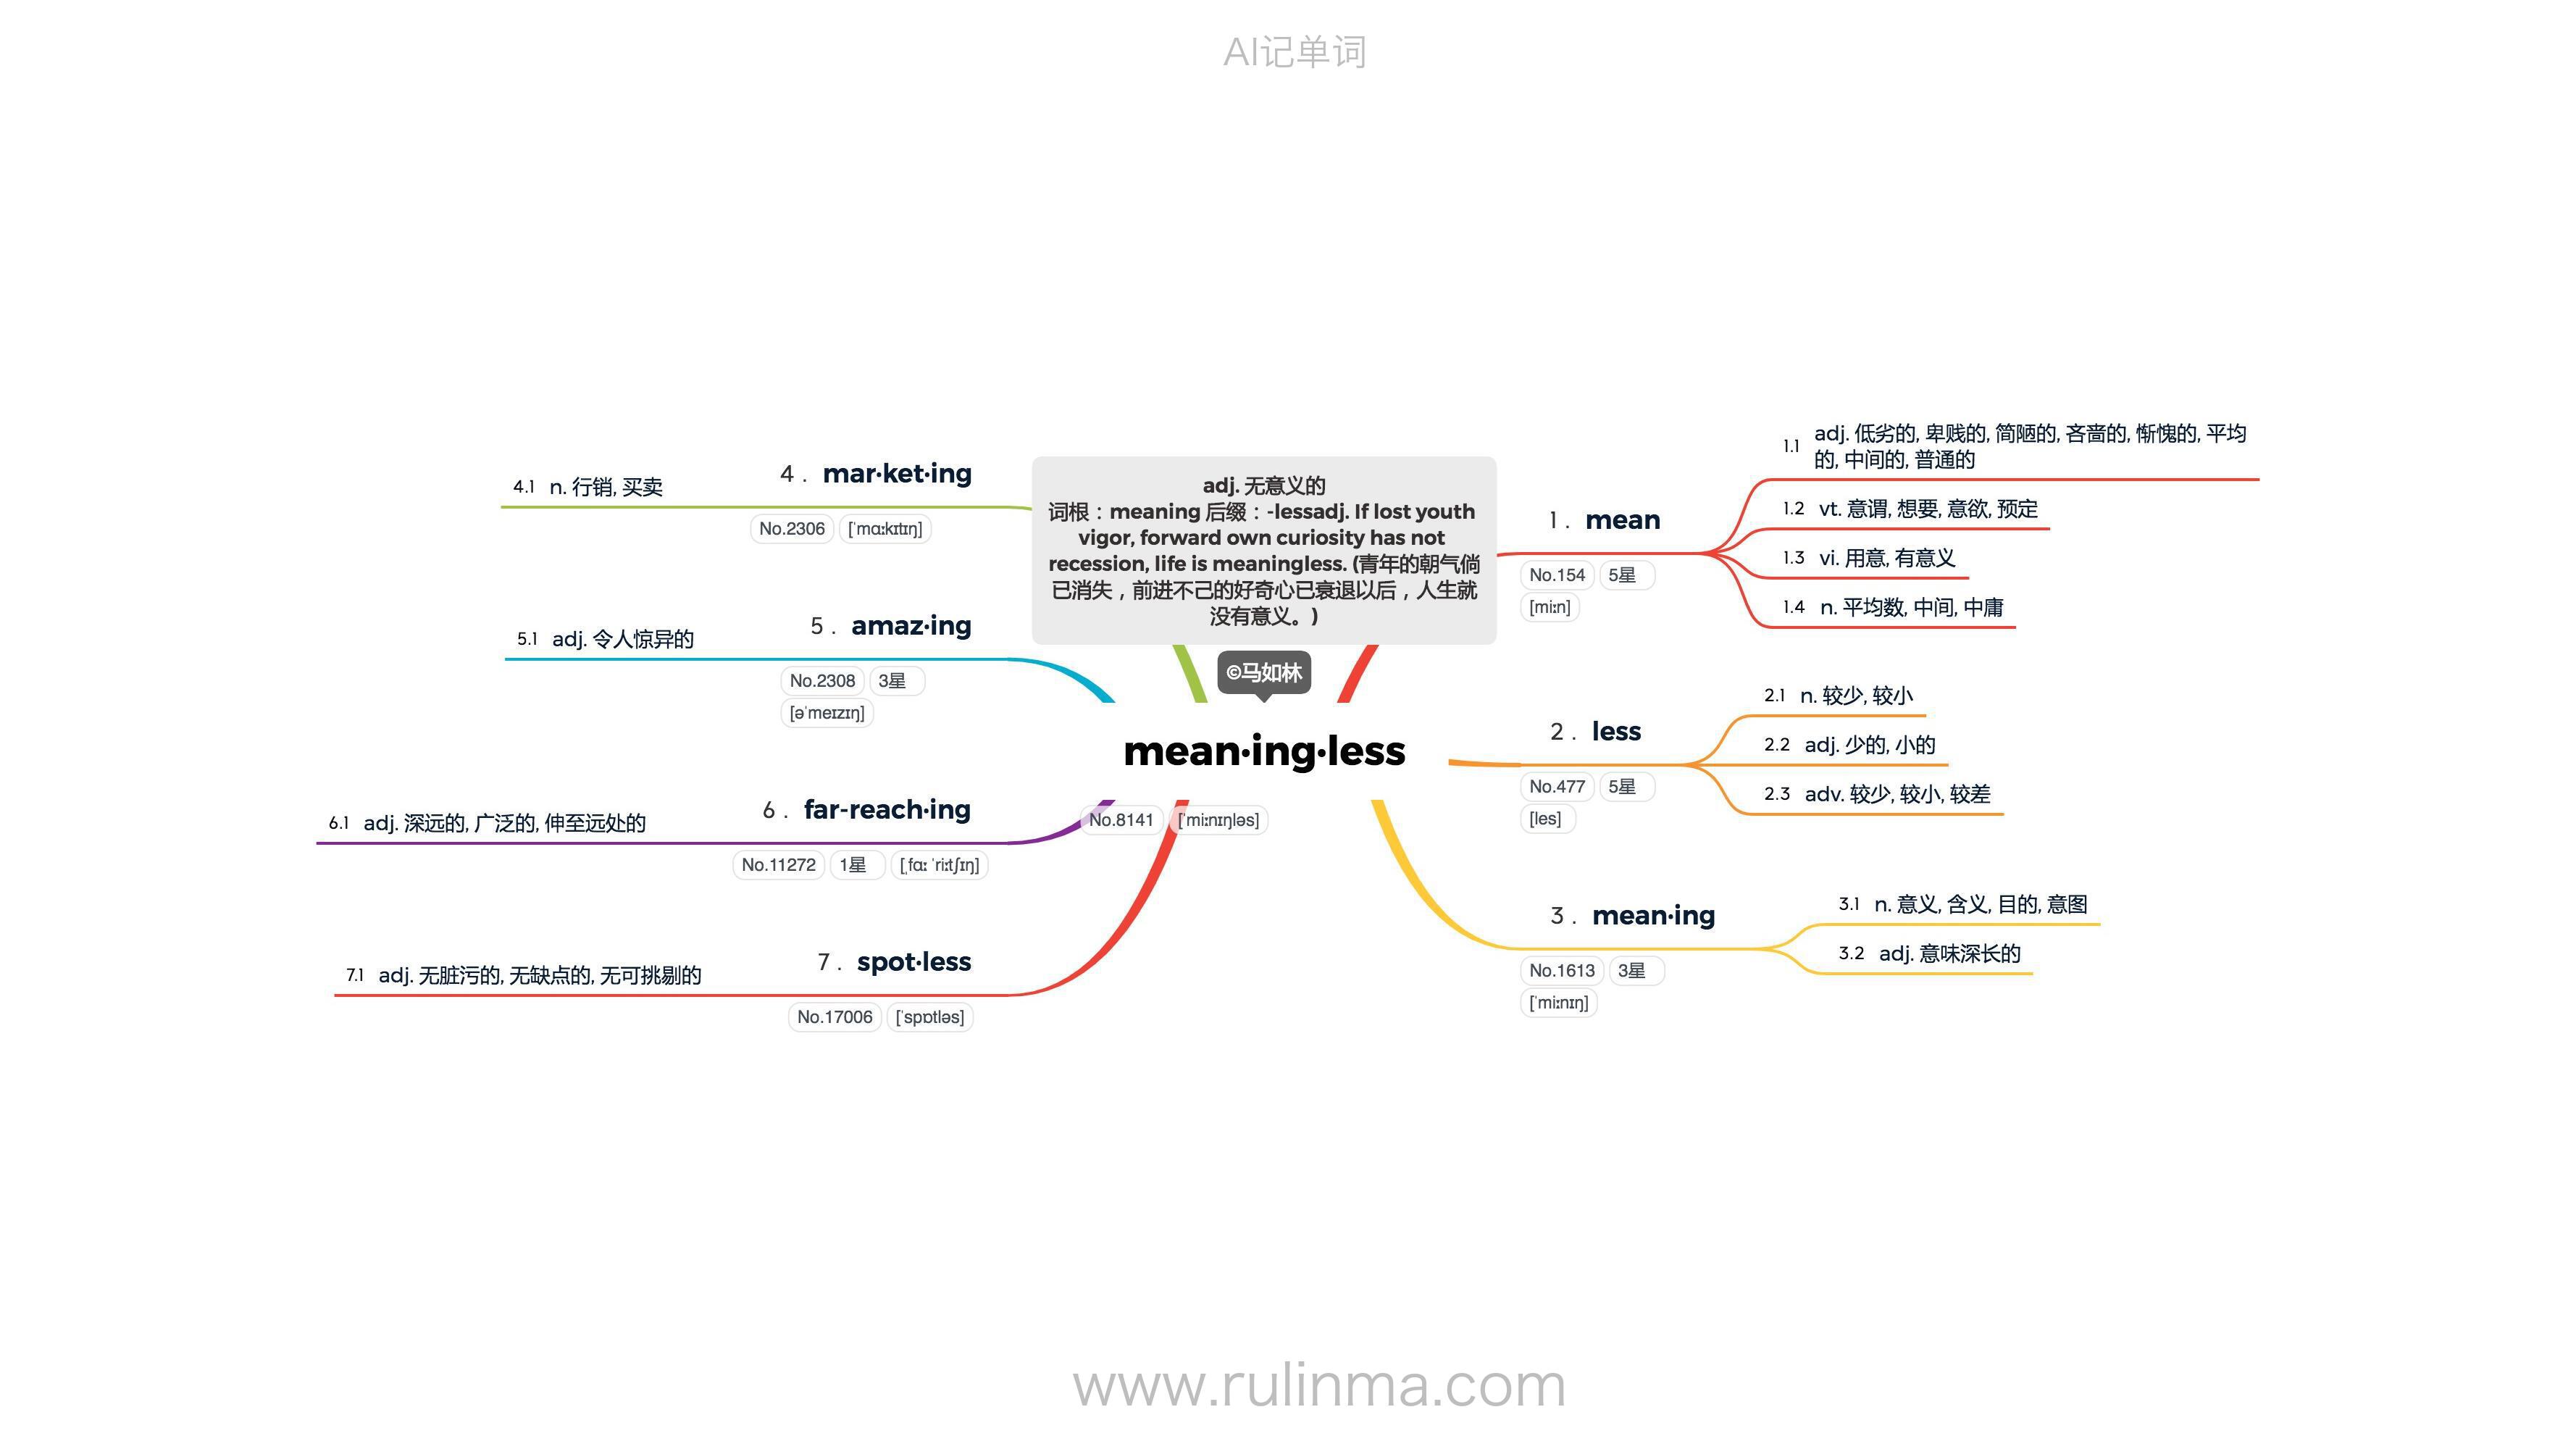 AI记单词
adj. 无意义的
词根：meaning 后缀：-lessadj. If lost youth
vigor, forward own curiosity has not
recession, life is meaningless. (青年的朝气倘
已消失，前进不己的好奇心已衰退以后，人生就
没有意义。)
©马如林
mean·ing·less
No.8141 [ˈmiːnɪŋləs]
1. mean
No.154 5星
[miːn]
1.1 adj. 低劣的, 卑贱的, 简陋的, 吝啬的, 惭愧的, 平均
的, 中间的, 普通的
1.2 vt. 意谓, 想要, 意欲, 预定
1.3 vi. 用意, 有意义
1.4 n. 平均数, 中间, 中庸
2. less
No.477 5星
[les]
2.1 n. 较少, 较小
2.2 adj. 少的, 小的
2.3 adv. 较少, 较小, 较差
3. mean·ing
No.1613 3星
[ˈmiːnɪŋ]
3.1 n. 意义, 含义, 目的, 意图
3.2 adj. 意味深长的
4. mar·ket·ing
No.2306 [ˈmɑːkɪtɪŋ]
4.1 n. 行销, 买卖
5. amaz·ing
No.2308 3星
[əˈmeɪzɪŋ]
5.1 adj. 令人惊异的
6. far-reach·ing
No.11272 1星 [ˌfɑː ˈriːtʃɪŋ]
6.1 adj. 深远的, 广泛的, 伸至远处的
7. spot·less
No.17006 [ˈspɒtləs]
7.1 adj. 无脏污的, 无缺点的, 无可挑剔的
www.rulinma.com